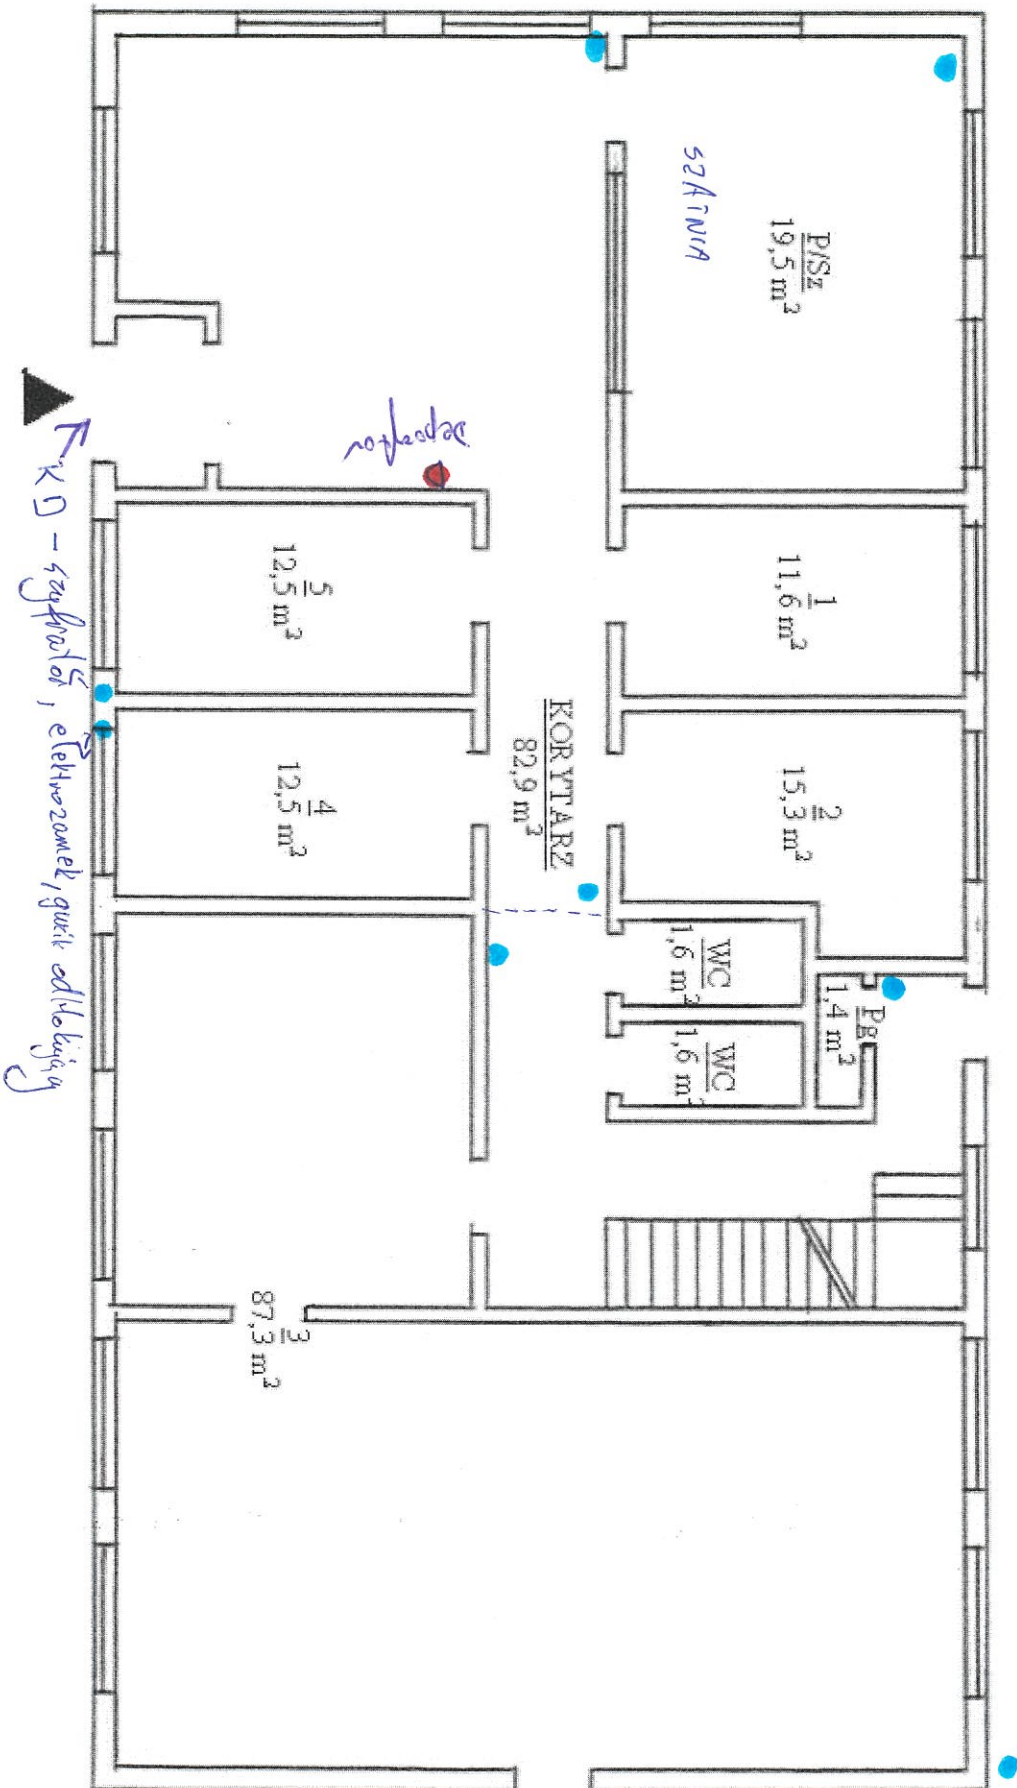 P/Sz
19,5 m²
SZATNIA
1
11,6 m²
2
15,3 m²
Pg
1,4 m²
WC
1,6 m²
WC
1,6 m²
KORYTARZ
82,9 m²
depozytor
5
12,5 m²
4
12,5 m²
3
87,3 m²
KD - szyfrator, elektrozamek, guzik odblokujący